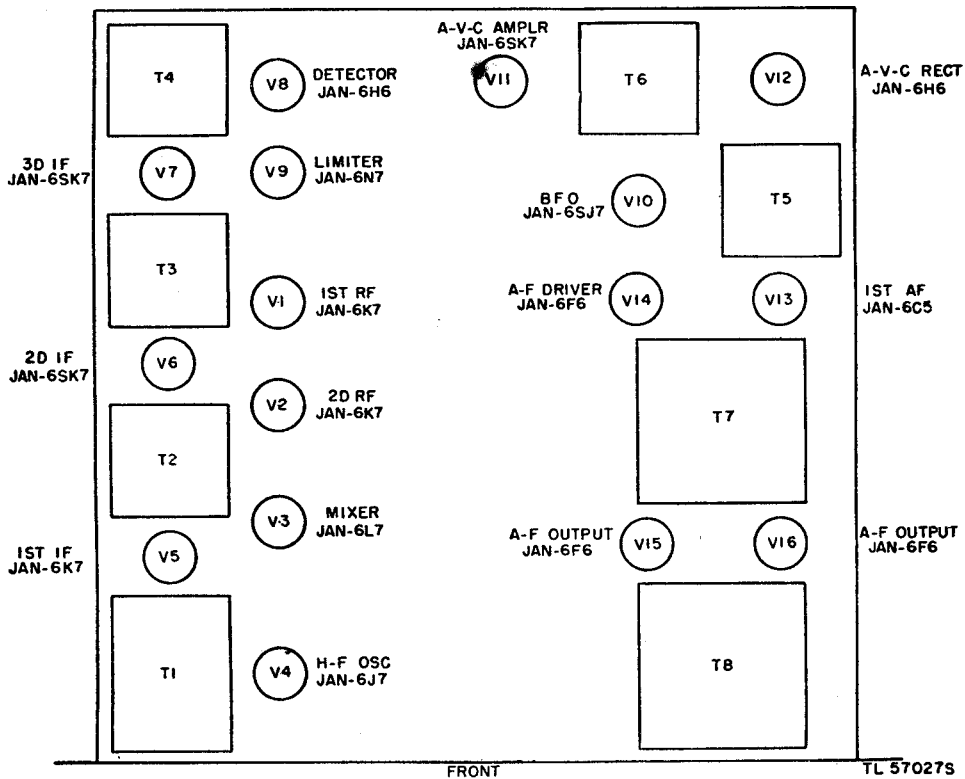 A-V-C AMPLR
JAN-6SK7
T4
V8
DETECTOR
JAN-6H6
V11
T6
V12
A-V-C RECT
JAN-6H6
3D IF
JAN-6SK7
V7
V9
LIMITER
JAN-6N7
BFO
JAN-6SJ7
V10
T5
T3
V1
1ST RF
JAN-6K7
A-F DRIVER
JAN-6F6
V14
V13
1ST AF
JAN-6C5
2D IF
JAN-6SK7
V6
V2
2D RF
JAN-6K7
T7
T2
V3
MIXER
JAN-6L7
1ST IF
JAN-6K7
V5
A-F OUTPUT
JAN-6F6
V15
V16
A-F OUTPUT
JAN-6F6
T1
V4
H-F OSC
JAN-6J7
T8
FRONT
TL 57027S